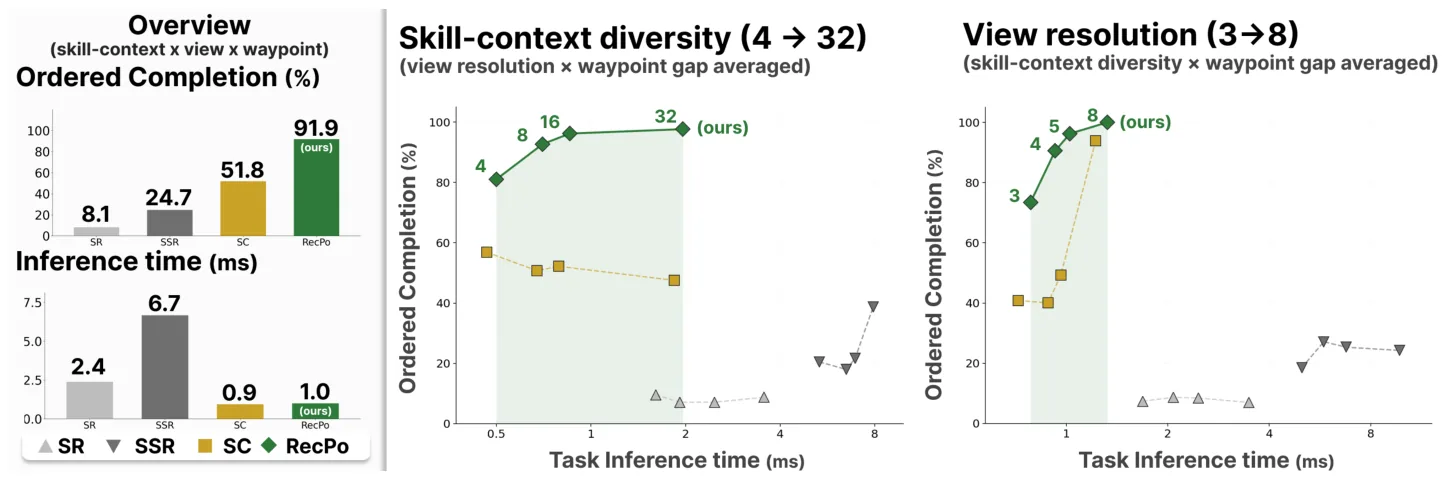 Overview
(skill-context x view x waypoint)
Ordered Completion (%)
100
80
60
40
20
0
8.1
24.7
51.8
91.9
(ours)
SR
SSR
SC
RecPo
Inference time (ms)
7.5
5.0
2.5
0.0
2.4
6.7
0.9
1.0
(ours)
SR
SSR
SC
RecPo
SR
SSR
SC
RecPo
Skill-context diversity (4 → 32)
(view resolution × waypoint gap averaged)
Ordered Completion (%)
100
80
60
40
20
0
4
8
16
32
(ours)
0.5
1
2
4
8
Task Inference time (ms)
View resolution (3→8)
(skill-context diversity × waypoint gap averaged)
Ordered Completion (%)
100
80
60
40
20
0
3
4
5
8
(ours)
1
2
4
8
Task Inference time (ms)